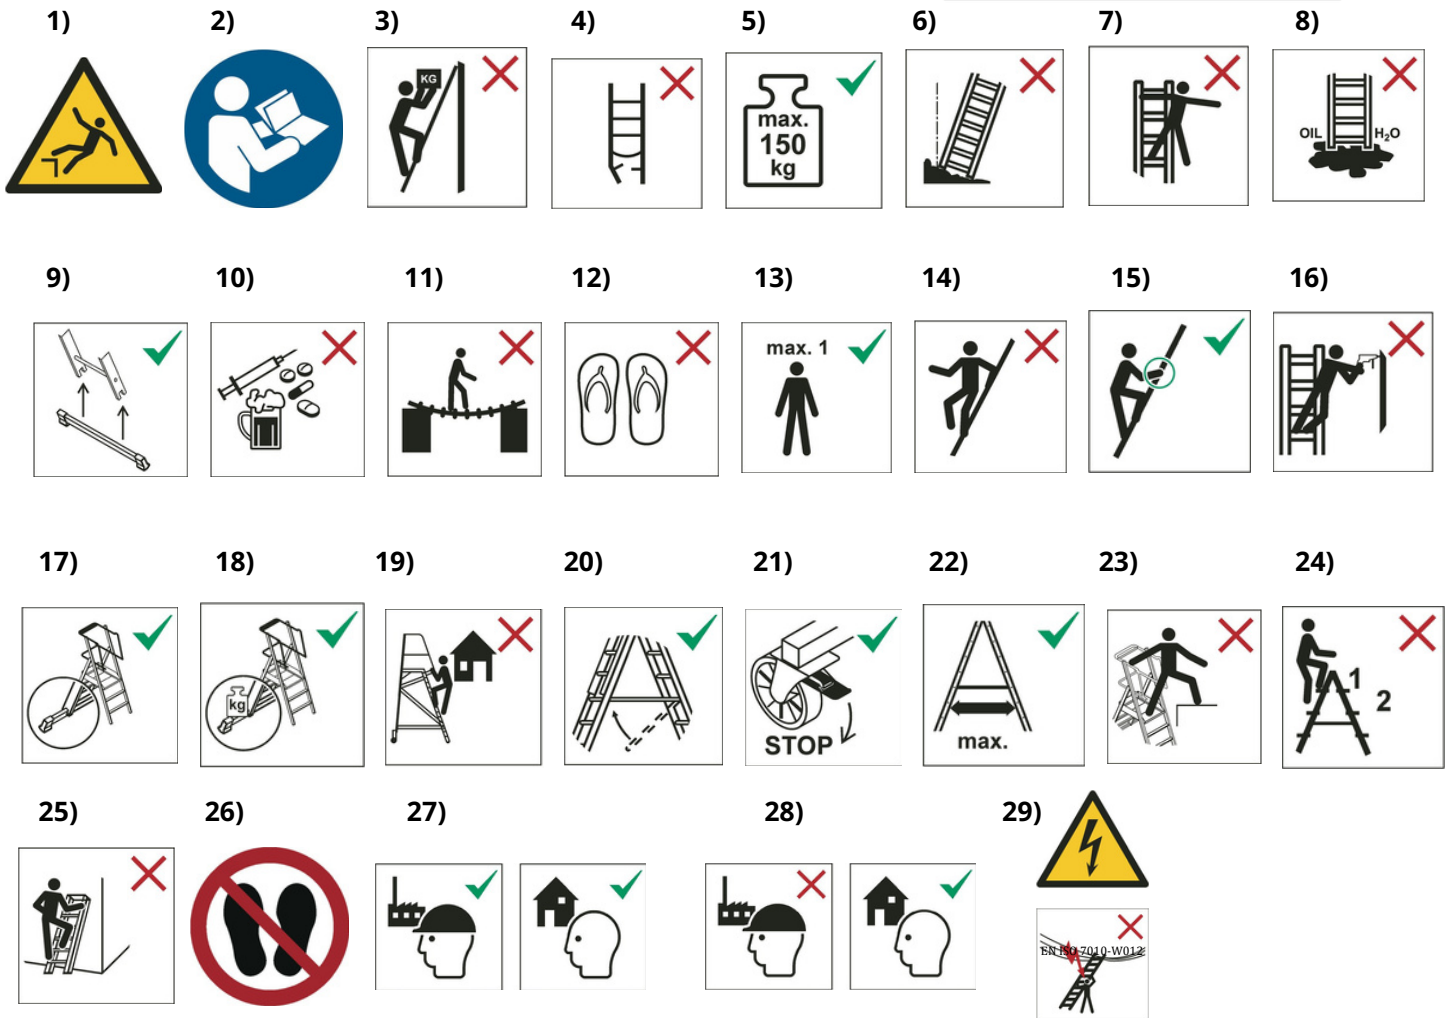 1) 2) 3) 4) 5) 6) 7) 8)
KG
max.
150
kg
OIL H₂O
9) 10) 11) 12) 13) 14) 15) 16)
max. 1
17) 18) 19) 20) 21) 22) 23) 24)
kg
STOP
max.
1
2
25) 26) 27) 28) 29)
EN ISO 7010-W012